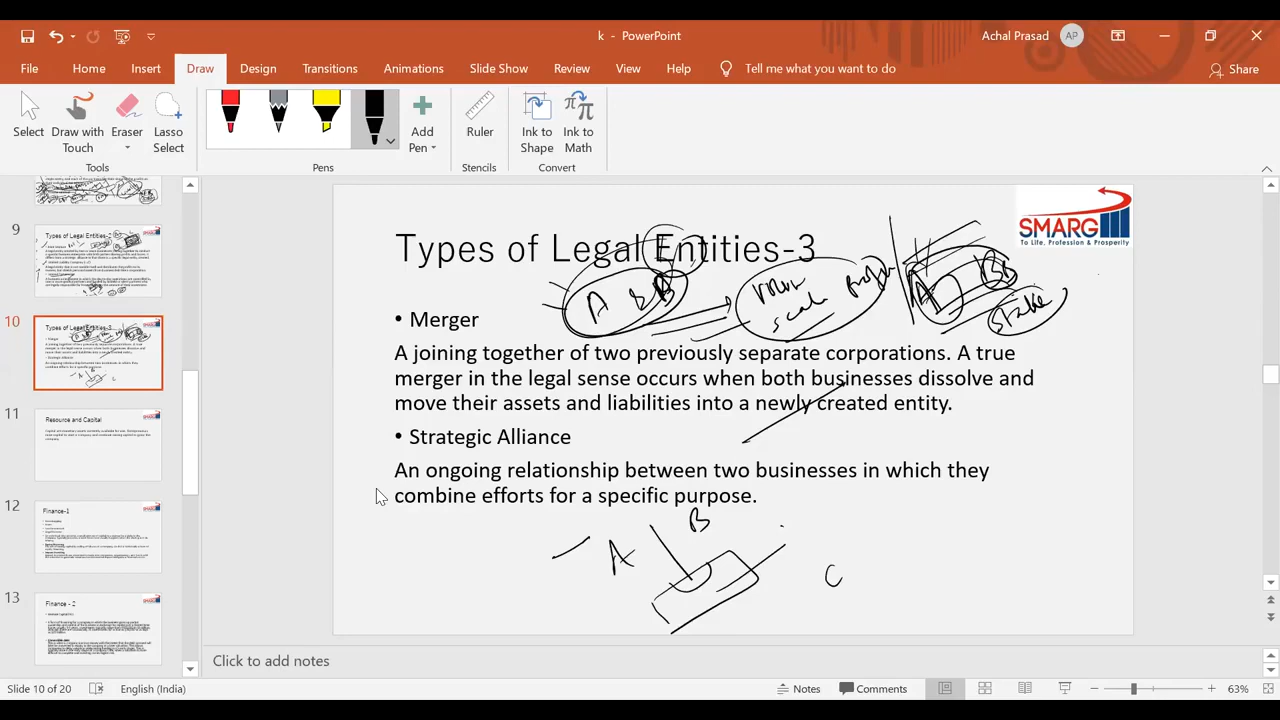 k - PowerPoint
Achal Prasad
AP
File
Home
Insert
Draw
Design
Transitions
Animations
Slide Show
Review
View
Help
Tell me what you want to do
Share
Select
Draw with Touch
Eraser
Lasso Select
Add Pen
Ruler
Ink to Shape
Ink to Math
Tools
Pens
Stencils
Convert
9
10
Types of Legal Entities-3
11
Resource and Capital
12
Finance-1
13
Finance - 2
SMARG
To Life, Profession & Prosperity
Types of Legal Entities-3
A & B
scale
A
stake
• Merger
A joining together of two previously separate corporations. A true
merger in the legal sense occurs when both businesses dissolve and
move their assets and liabilities into a newly created entity.
• Strategic Alliance
An ongoing relationship between two businesses in which they
combine efforts for a specific purpose.
A
B
C
Click to add notes
Slide 10 of 20
English (India)
Notes
Comments
63%